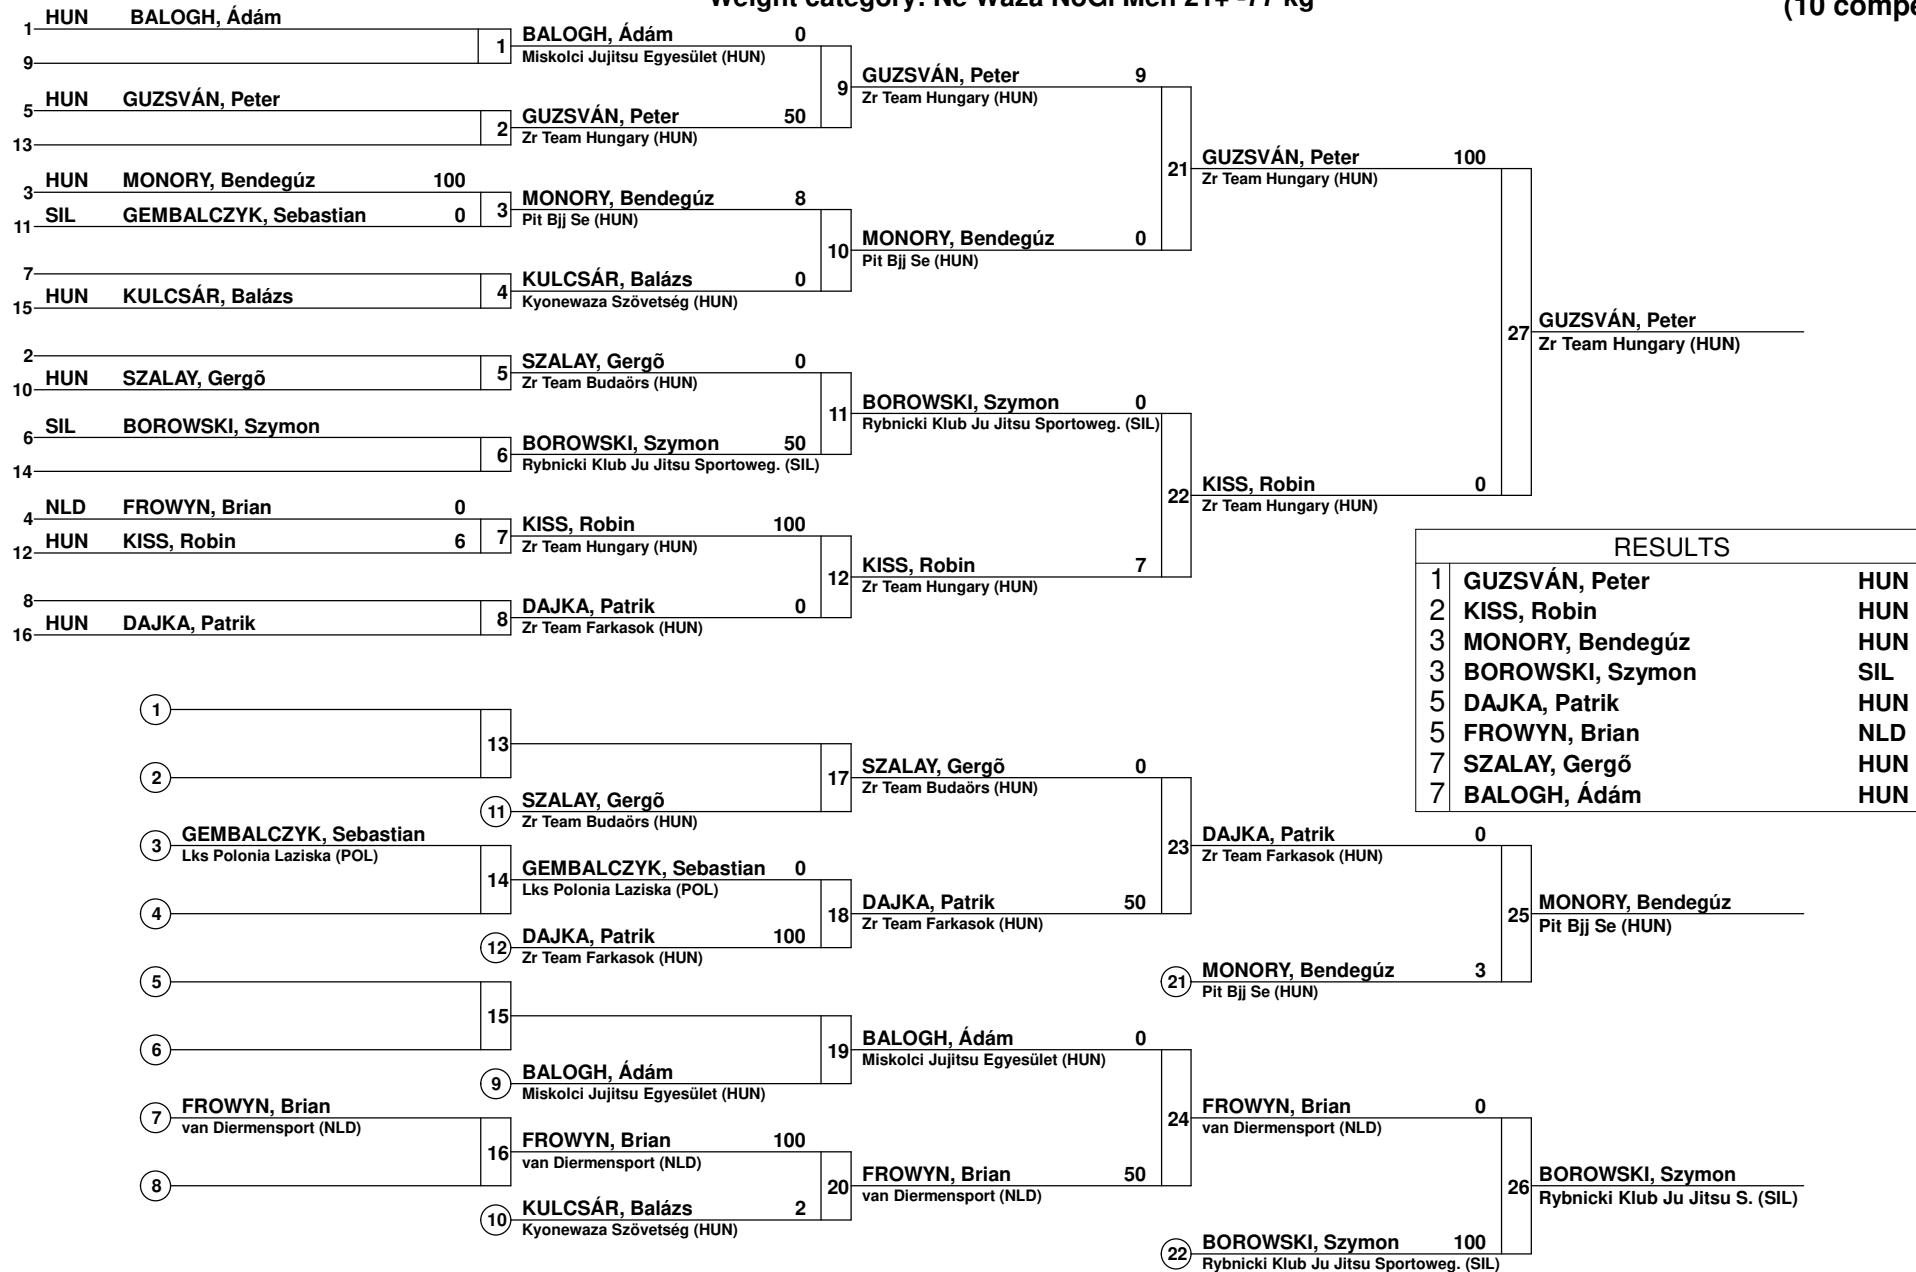 Weight category: Ne Waza NoGi Men 21+ -77 kg
(10 compe
1 HUN BALOGH, Ádám
9
1 BALOGH, Ádám 0
Miskolci Jujitsu Egyesület (HUN)
5 HUN GUZSVÁN, Peter
13
2 GUZSVÁN, Peter 50
Zr Team Hungary (HUN)
9 GUZSVÁN, Peter 9
Zr Team Hungary (HUN)
3 HUN MONORY, Bendegúz 100
11 SIL GEMBALCZYK, Sebastian 0
3 MONORY, Bendegúz 8
Pit Bjj Se (HUN)
7
15 HUN KULCSÁR, Balázs
4 KULCSÁR, Balázs 0
Kyonewaza Szövetség (HUN)
10 MONORY, Bendegúz 0
Pit Bjj Se (HUN)
21 GUZSVÁN, Peter 100
Zr Team Hungary (HUN)
2
10 HUN SZALAY, Gergõ
5 SZALAY, Gergõ 0
Zr Team Budaörs (HUN)
6 SIL BOROWSKI, Szymon
14
6 BOROWSKI, Szymon 50
Rybnicki Klub Ju Jitsu Sportoweg. (SIL)
11 BOROWSKI, Szymon 0
Rybnicki Klub Ju Jitsu Sportoweg. (SIL)
4 NLD FROWYN, Brian 0
12 HUN KISS, Robin 6
7 KISS, Robin 100
Zr Team Hungary (HUN)
8
16 HUN DAJKA, Patrik
8 DAJKA, Patrik 0
Zr Team Farkasok (HUN)
12 KISS, Robin 7
Zr Team Hungary (HUN)
22 KISS, Robin 0
Zr Team Hungary (HUN)
27 GUZSVÁN, Peter
Zr Team Hungary (HUN)
RESULTS
1 GUZSVÁN, Peter HUN
2 KISS, Robin HUN
3 MONORY, Bendegúz HUN
3 BOROWSKI, Szymon SIL
5 DAJKA, Patrik HUN
5 FROWYN, Brian NLD
7 SZALAY, Gergő HUN
7 BALOGH, Ádám HUN
1
2
13
11 SZALAY, Gergõ
Zr Team Budaörs (HUN)
17 SZALAY, Gergõ 0
Zr Team Budaörs (HUN)
3 GEMBALCZYK, Sebastian
Lks Polonia Laziska (POL)
4
14 GEMBALCZYK, Sebastian 0
Lks Polonia Laziska (POL)
12 DAJKA, Patrik 100
Zr Team Farkasok (HUN)
18 DAJKA, Patrik 50
Zr Team Farkasok (HUN)
23 DAJKA, Patrik 0
Zr Team Farkasok (HUN)
21 MONORY, Bendegúz 3
Pit Bjj Se (HUN)
25 MONORY, Bendegúz
Pit Bjj Se (HUN)
5
6
15
9 BALOGH, Ádám
Miskolci Jujitsu Egyesület (HUN)
19 BALOGH, Ádám 0
Miskolci Jujitsu Egyesület (HUN)
7 FROWYN, Brian
van Diermensport (NLD)
8
16 FROWYN, Brian 100
van Diermensport (NLD)
10 KULCSÁR, Balázs 2
Kyonewaza Szövetség (HUN)
20 FROWYN, Brian 50
van Diermensport (NLD)
24 FROWYN, Brian 0
van Diermensport (NLD)
22 BOROWSKI, Szymon 100
Rybnicki Klub Ju Jitsu Sportoweg. (SIL)
26 BOROWSKI, Szymon
Rybnicki Klub Ju Jitsu S. (SIL)